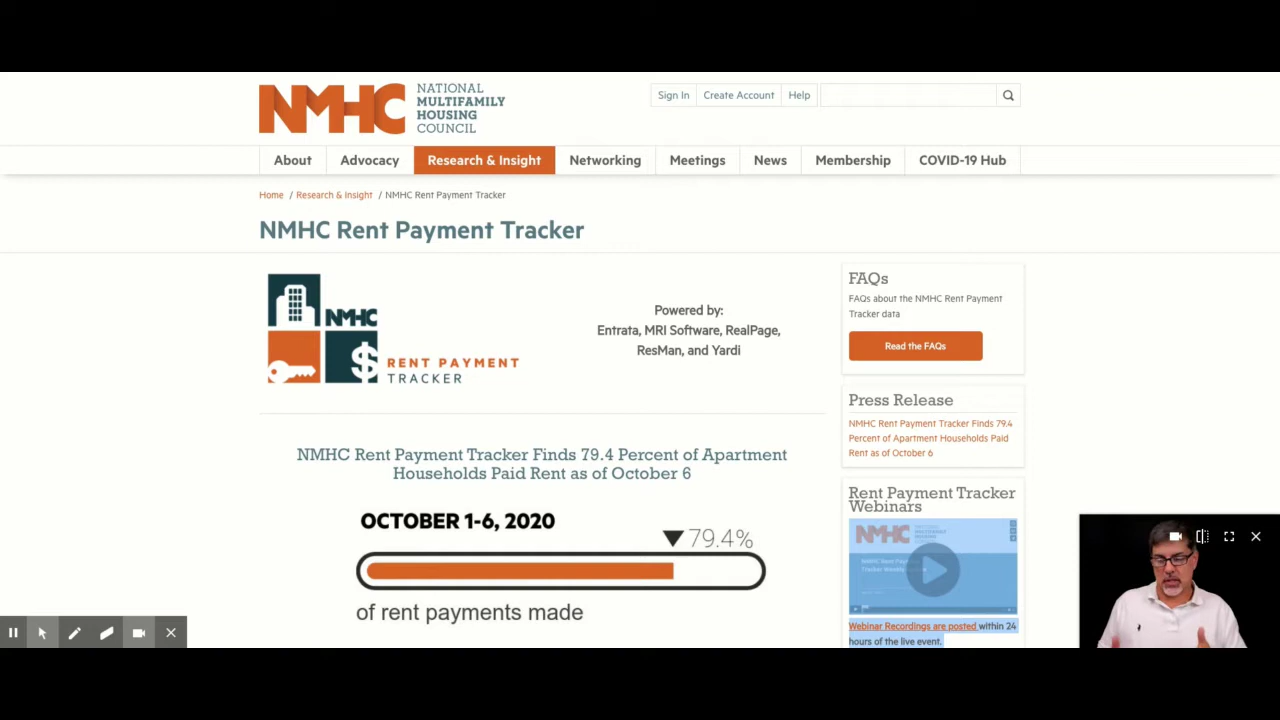 NMHC
NATIONAL
MULTIFAMILY
HOUSING
COUNCIL
Sign In
Create Account
Help
About
Advocacy
Research & Insight
Networking
Meetings
News
Membership
COVID-19 Hub
Home / Research & Insight / NMHC Rent Payment Tracker
NMHC Rent Payment Tracker
NMHC
$
RENT PAYMENT
TRACKER
Powered by:
Entrata, MRI Software, RealPage,
ResMan, and Yardi
NMHC Rent Payment Tracker Finds 79.4 Percent of Apartment
Households Paid Rent as of October 6
OCTOBER 1-6, 2020
79.4%
of rent payments made
FAQs
FAQs about the NMHC Rent Payment
Tracker data
Read the FAQs
Press Release
NMHC Rent Payment Tracker Finds 79.4
Percent of Apartment Households Paid
Rent as of October 6
Rent Payment Tracker
Webinars
NMHC
Webinar Recordings are posted within 24
hours of the live event.